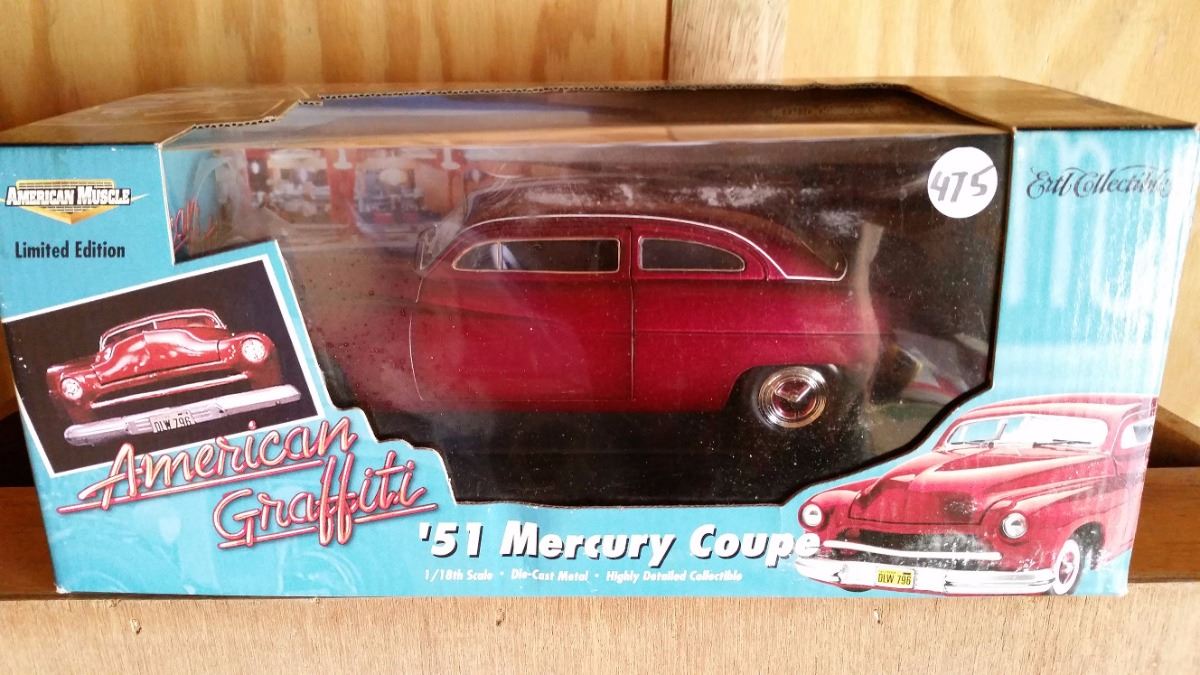 AMERICAN MUSCLE
Limited Edition
475
Ertl Collectibles
DLW 796
American
Graffiti
'51 Mercury Coupe
1/18th Scale • Die-Cast Metal • Highly Detailed Collectible
DLW 796